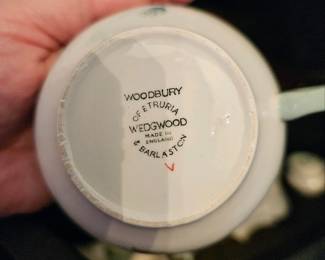 WOODBURY
OF ETRURIA
WEDGWOOD
MADE IN
ENGLAND
& BARLASTON
V